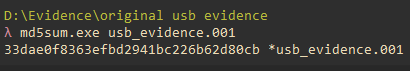 D:\Evidence\original usb evidence
λ md5sum.exe usb_evidence.001
33dae0f8363efbd2941bc226b62d80cb *usb_evidence.001